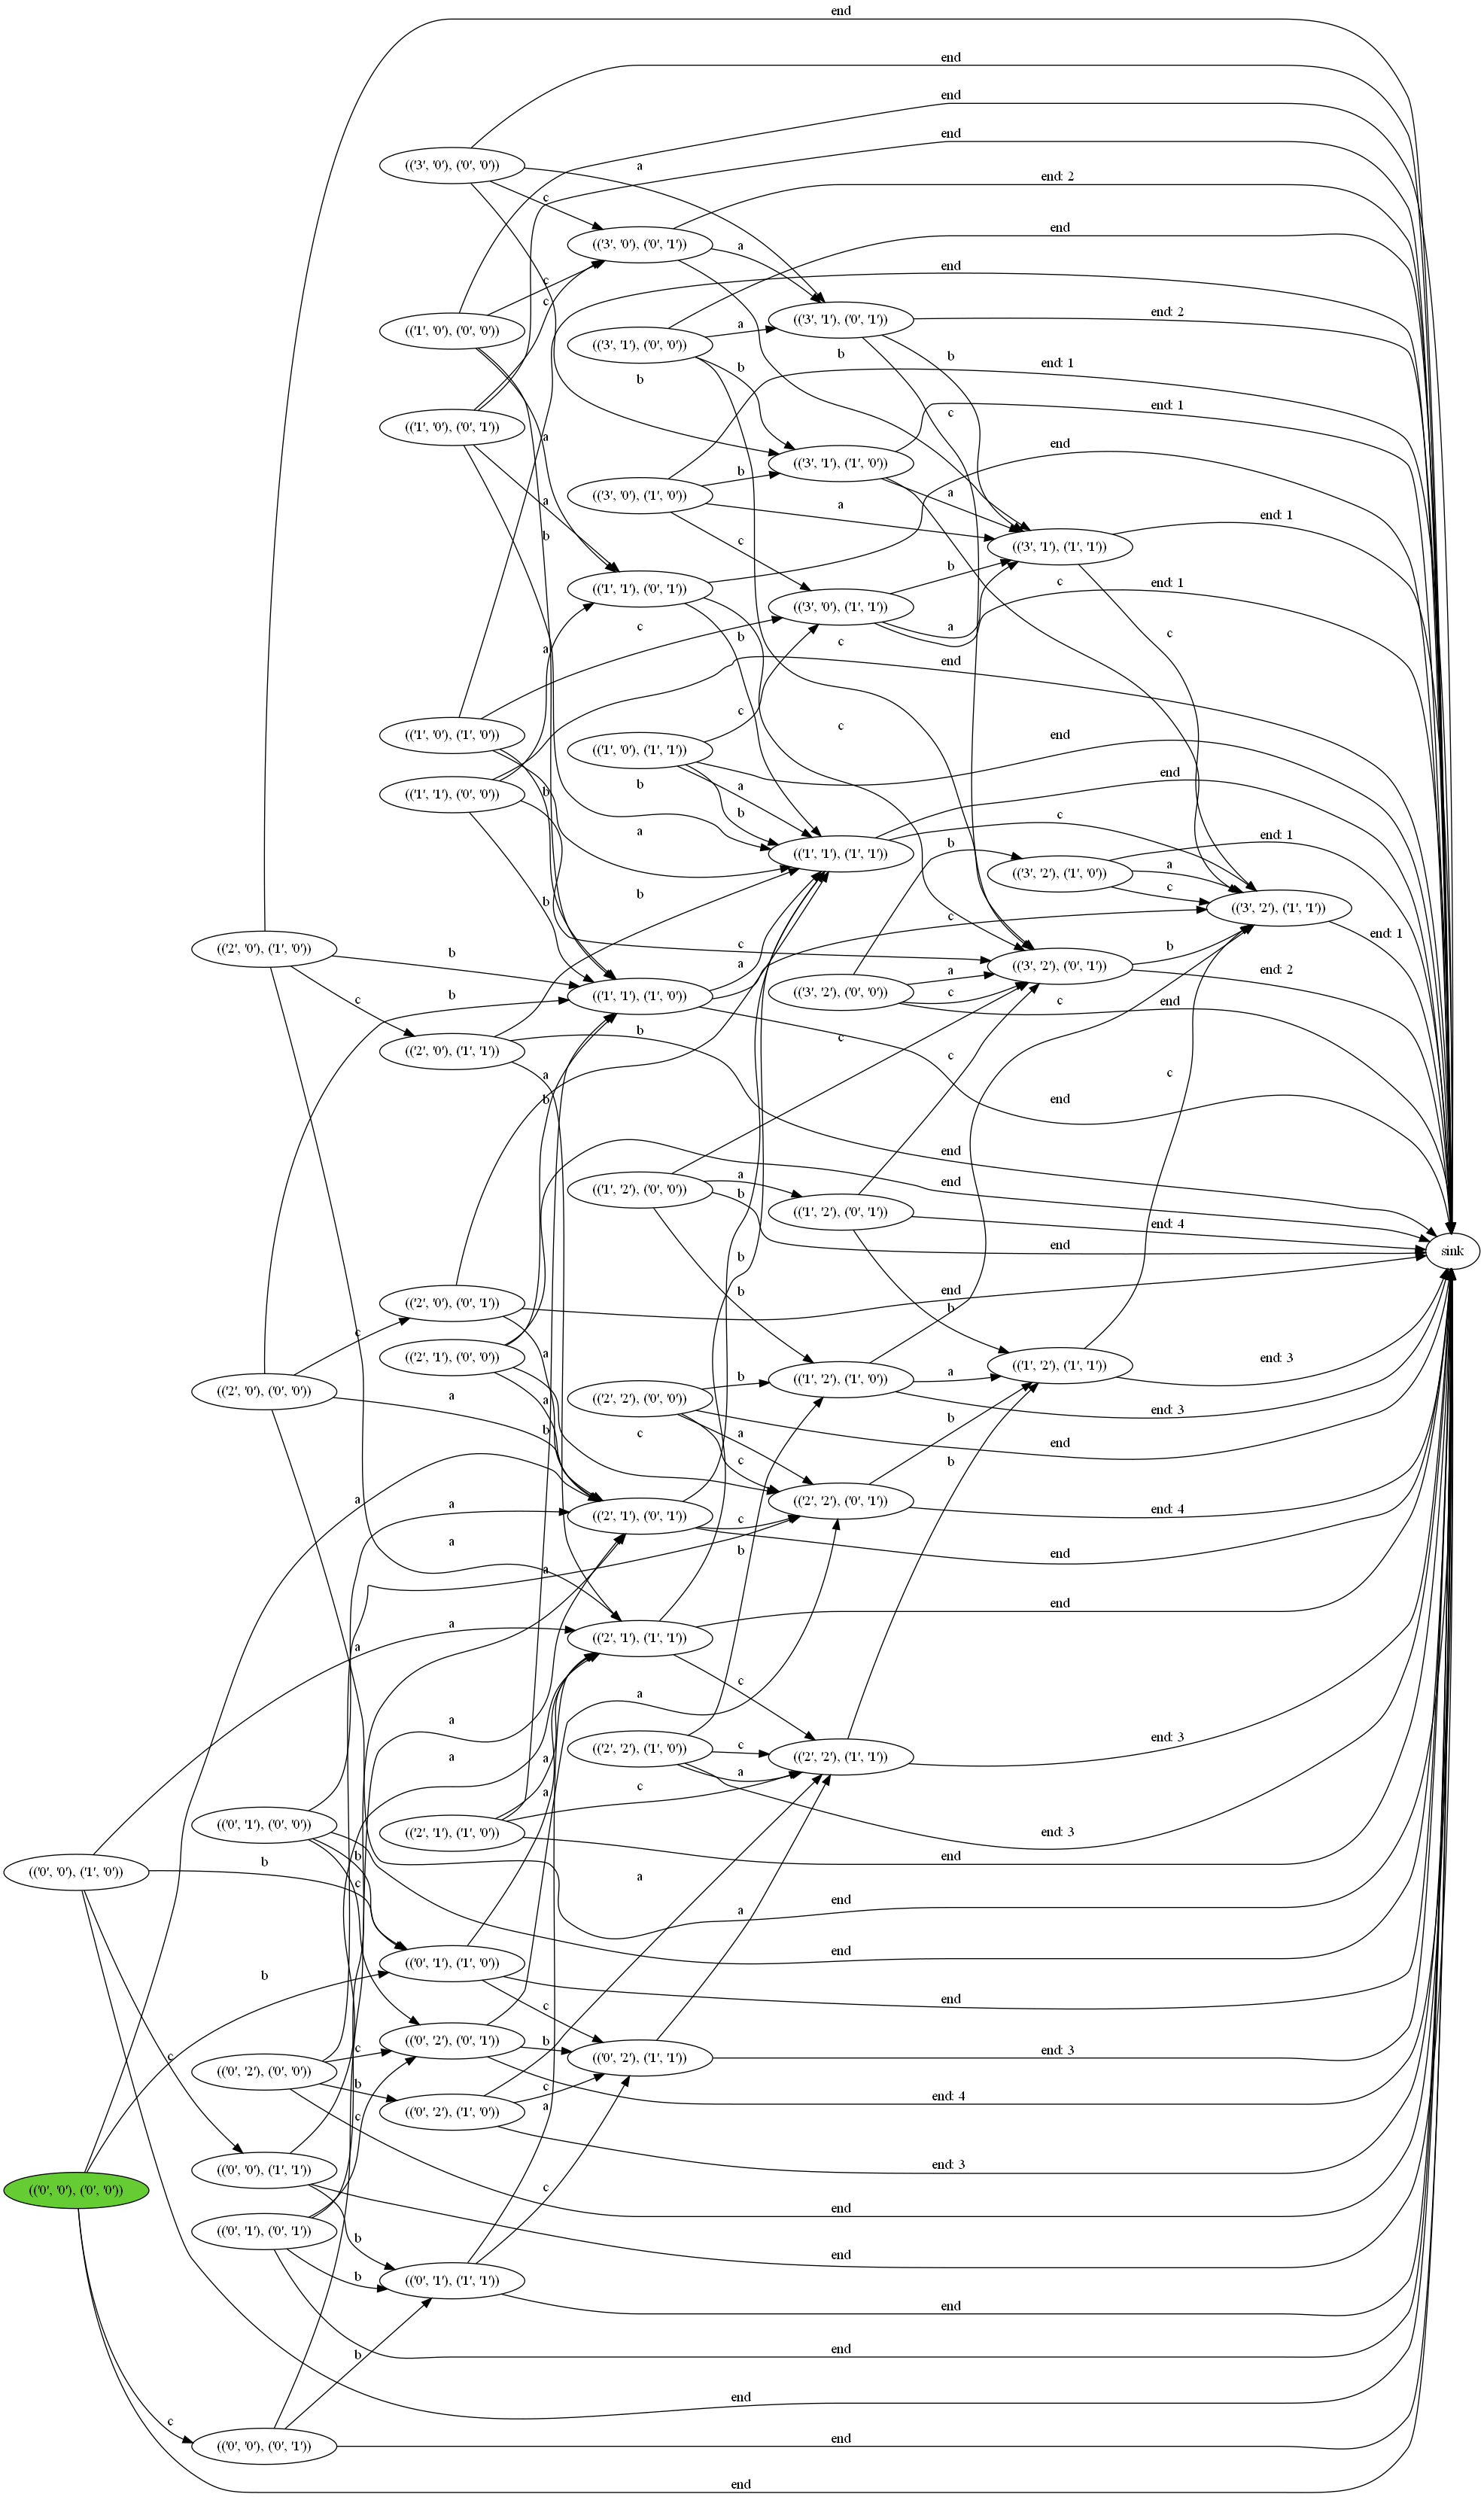 end
end
end
end
(('3', '0'), ('0', '0'))
a
end: 2
c
end
(('3', '0'), ('0', '1'))
a
end
c
c
end: 2
(('3', '1'), ('0', '1'))
(('1', '0'), ('0', '0'))
a
(('3', '1'), ('0', '0'))
b
b
end: 1
b
b
end: 1
c
(('1', '0'), ('0', '1'))
a
end
(('3', '1'), ('1', '0'))
b
a
(('3', '0'), ('1', '0'))
a
a
end: 1
b
c
(('3', '1'), ('1', '1'))
b
c
end: 1
(('1', '1'), ('0', '1'))
(('3', '0'), ('1', '1'))
c
a
c
b
c
a
end
c
c
(('1', '0'), ('1', '0'))
end
(('1', '0'), ('1', '1'))
end
b
a
b
(('1', '1'), ('0', '0'))
b
c
a
end: 1
b
(('1', '1'), ('1', '1'))
a
(('3', '2'), ('1', '0'))
c
b
b
c
(('3', '2'), ('1', '1'))
end: 1
(('2', '0'), ('1', '0'))
b
c
b
a
(('3', '2'), ('0', '1'))
end: 2
b
c
(('1', '1'), ('1', '0'))
(('3', '2'), ('0', '0'))
a
c
c
end
b
c
(('2', '0'), ('1', '1'))
c
a
c
b
end
end
a
end
(('1', '2'), ('0', '0'))
b
(('1', '2'), ('0', '1'))
end: 4
end
b
sink
b
end
(('2', '0'), ('0', '1'))
b
c
a
(('2', '1'), ('0', '0'))
end: 3
(('1', '2'), ('1', '1'))
a
b
(('1', '2'), ('1', '0'))
(('2', '0'), ('0', '0'))
a
a
(('2', '2'), ('0', '0'))
end: 3
b
b
c
a
end
c
b
a
a
(('2', '2'), ('0', '1'))
end: 4
(('2', '1'), ('0', '1'))
c
a
b
end
a
end
a
a
(('2', '1'), ('1', '1'))
c
a
a
end: 3
(('2', '2'), ('1', '0'))
c
a
a
(('2', '2'), ('1', '1'))
a
c
a
(('0', '1'), ('0', '0'))
(('2', '1'), ('1', '0'))
end: 3
b
end
(('0', '0'), ('1', '0'))
b
a
c
end
a
end
(('0', '1'), ('1', '0'))
b
end
c
(('0', '2'), ('0', '1'))
b
end: 3
c
c
(('0', '2'), ('1', '1'))
(('0', '2'), ('0', '0'))
b
c
end: 4
a
(('0', '2'), ('1', '0'))
c
end: 3
(('0', '0'), ('1', '1'))
c
(('0', '0'), ('0', '0'))
end
(('0', '1'), ('0', '1'))
b
end
b
(('0', '1'), ('1', '1'))
end
end
b
end
c
(('0', '0'), ('0', '1'))
end
end